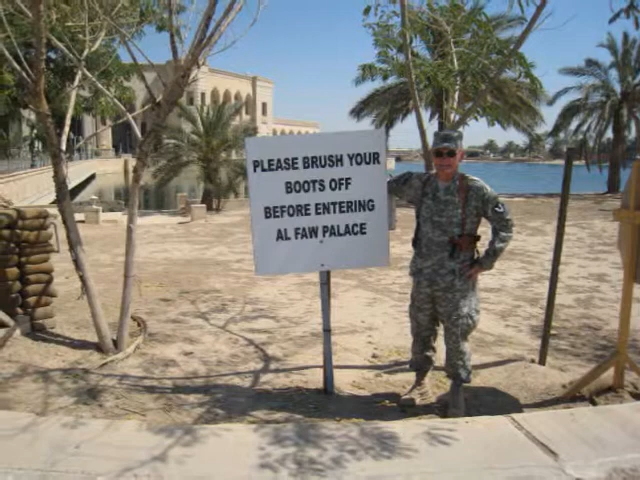 PLEASE BRUSH YOUR
BOOTS OFF
BEFORE ENTERING
AL FAW PALACE